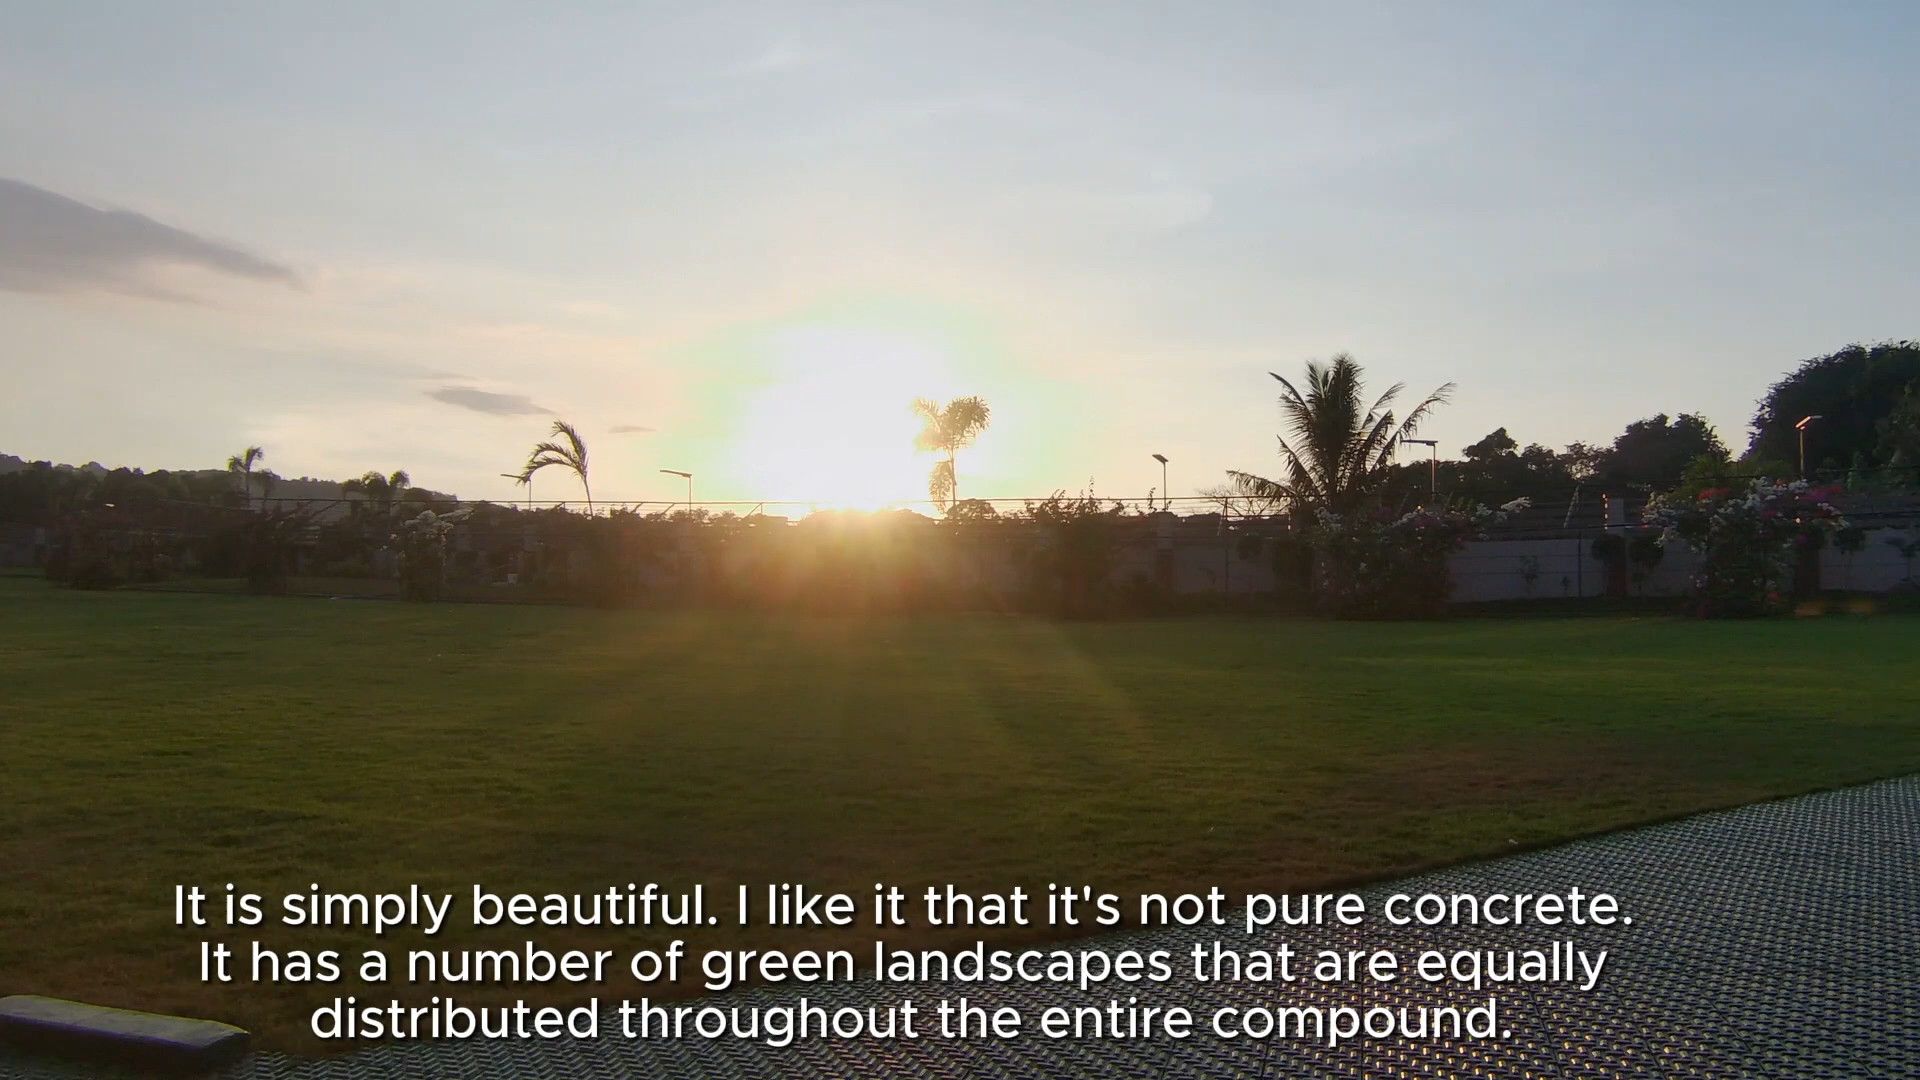 It is simply beautiful. I like it that it's not pure concrete.
It has a number of green landscapes that are equally
distributed throughout the entire compound.